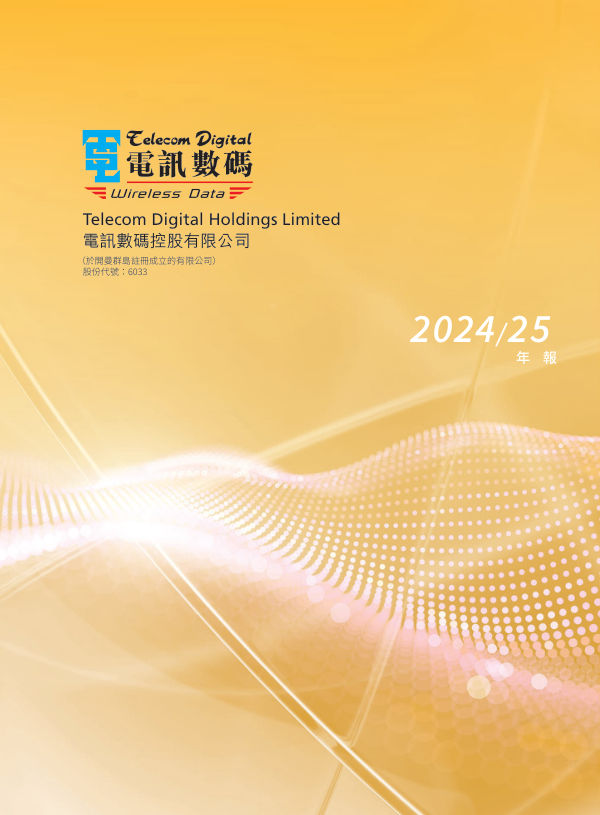 Telecom Digital
電訊數碼
Wireless Data
Telecom Digital Holdings Limited
電訊數碼控股有限公司
(於開曼群島註冊成立的有限公司)
股份代號：6033
2024/25
年 報